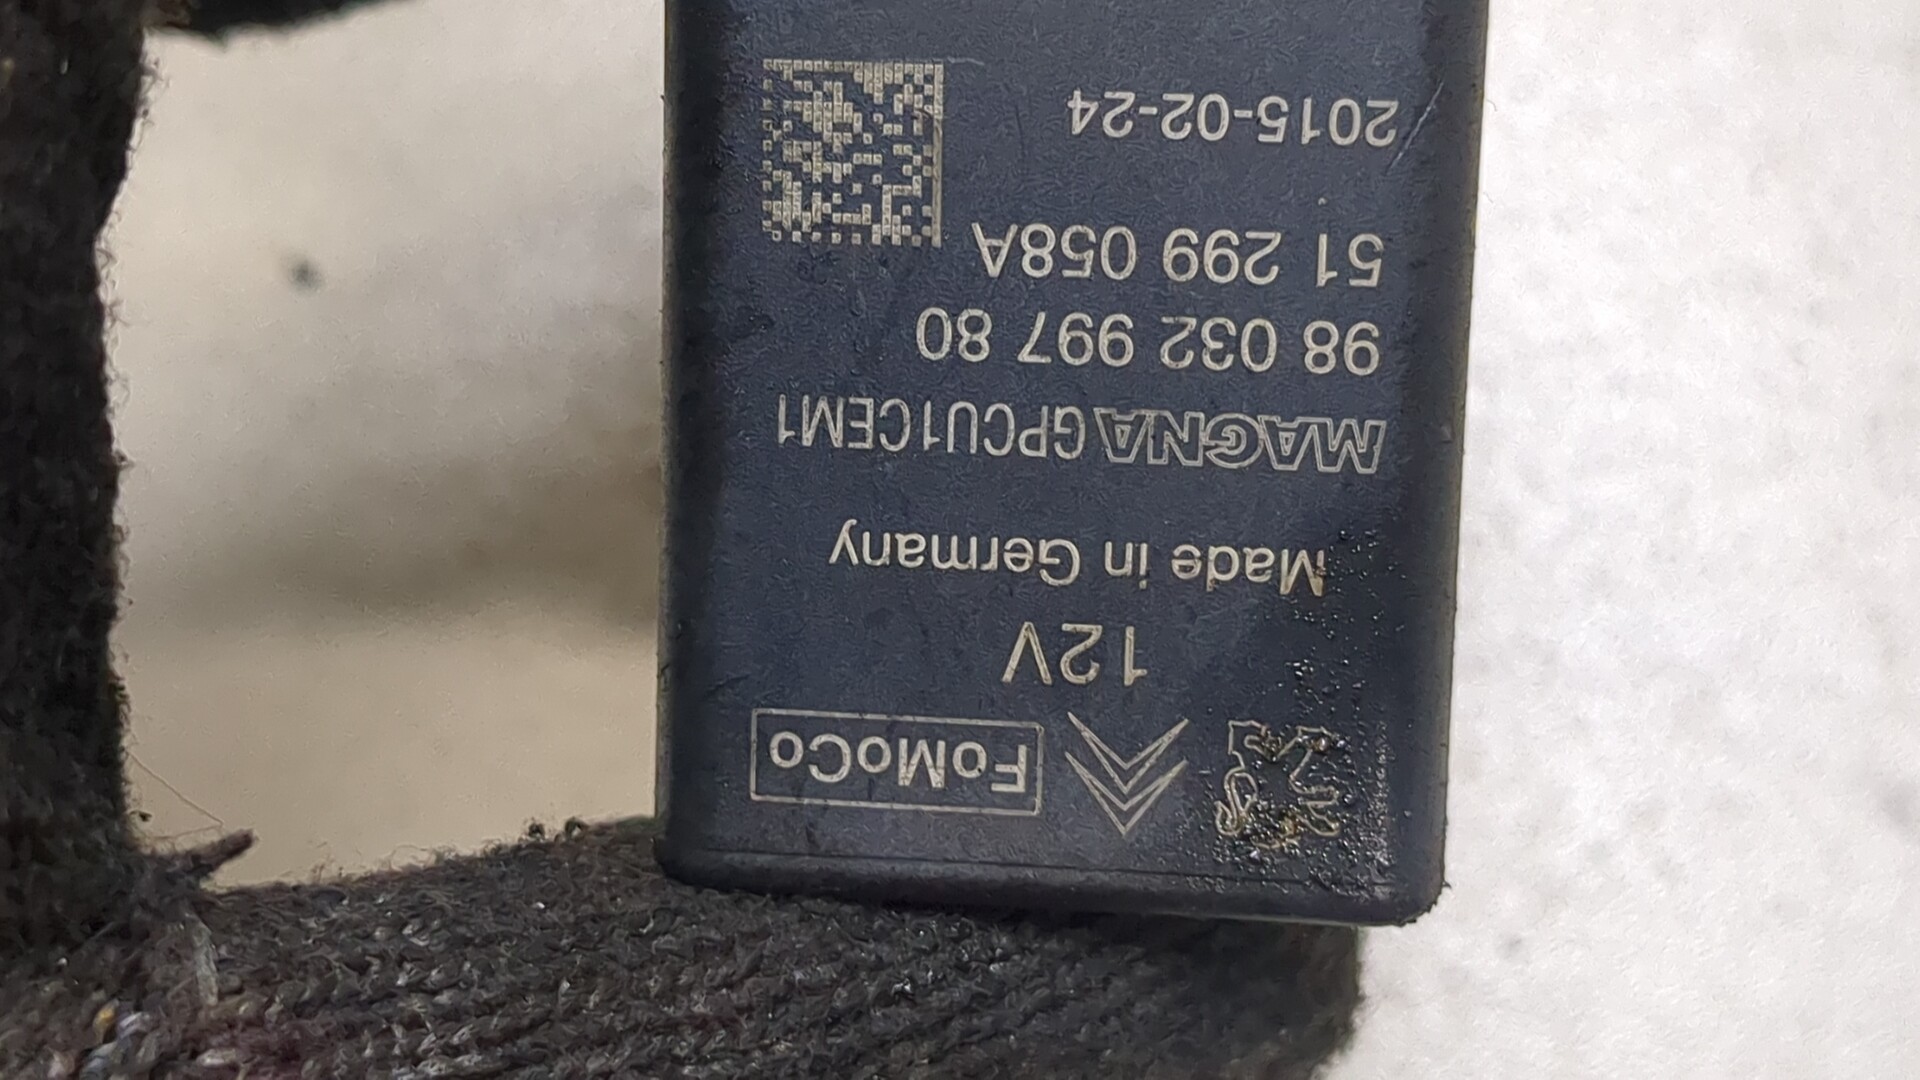 FoMoCo
12V
Made in Germany
MAGNA GPCU1CEM1
98 032 997 80
51 299 058A
2015-02-24